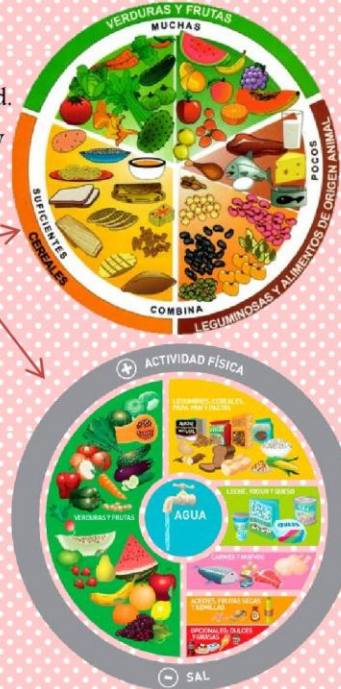 d.
y
VERDURAS Y FRUTAS
MUCHAS
SUFICIENTES
CEREALES
POCOS
LEGUMINOSAS Y ALIMENTOS DE ORIGEN ANIMAL
COMBINA
+ ACTIVIDAD FÍSICA
LEGUMBRES, CEREALES, PAPA, PAN Y PASTAS
VERDURAS Y FRUTAS
AGUA
LECHE, YOGUR Y QUESO
CARNES Y HUEVOS
ACEITES, FRUTAS SECAS
Y SEMILLAS
OPCIONALES: DULCES
Y GRASAS
- SAL